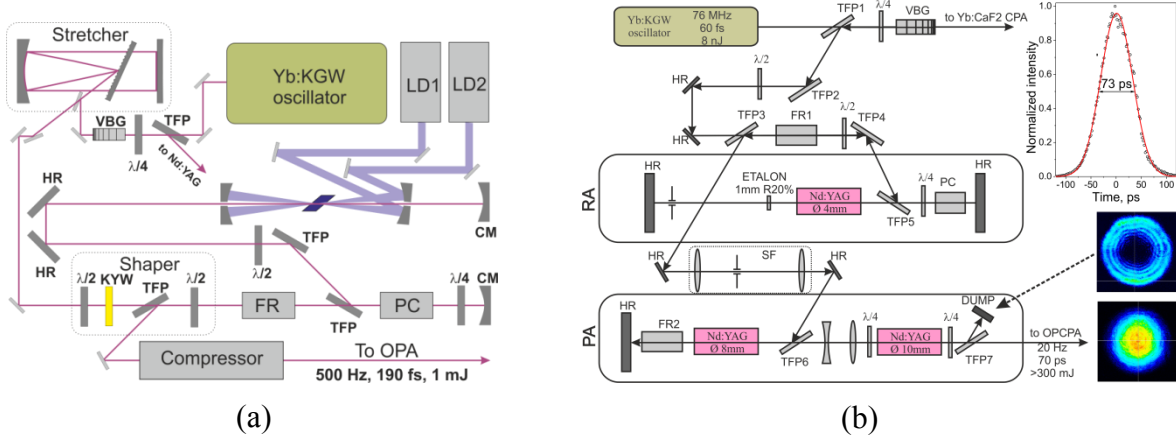 Stretcher
Yb:KGW
oscillator
LD1
LD2
VBG
TFP
λ/4
to Nd:YAG
HR
CM
TFP
HR
λ/2
Shaper
λ/2
KYW
TFP
λ/2
λ/4
CM
FR
PC
TFP
Compressor
To OPA
500 Hz, 190 fs, 1 mJ
(a)
Yb:KGW
oscillator
76 MHz
60 fs
8 nJ
TFP1
λ/4
VBG
to Yb:CaF2 CPA
λ/2
HR
TFP2
HR
TFP3
FR1
λ/2
TFP4
RA
HR
ETALON
1mm R20%
Nd:YAG
Ø 4mm
TFP5
λ/4
PC
HR
HR
SF
HR
PA
HR
FR2
Nd:YAG
Ø 8mm
TFP6
λ/4
Nd:YAG
Ø 10mm
λ/4
DUMP
TFP7
to OPCPA
20 Hz
70 ps
>300 mJ
Normalized intensity
1.0
0.8
0.6
0.4
0.2
0.0
73 ps
-100 -50 0 50 100
Time, ps
(b)